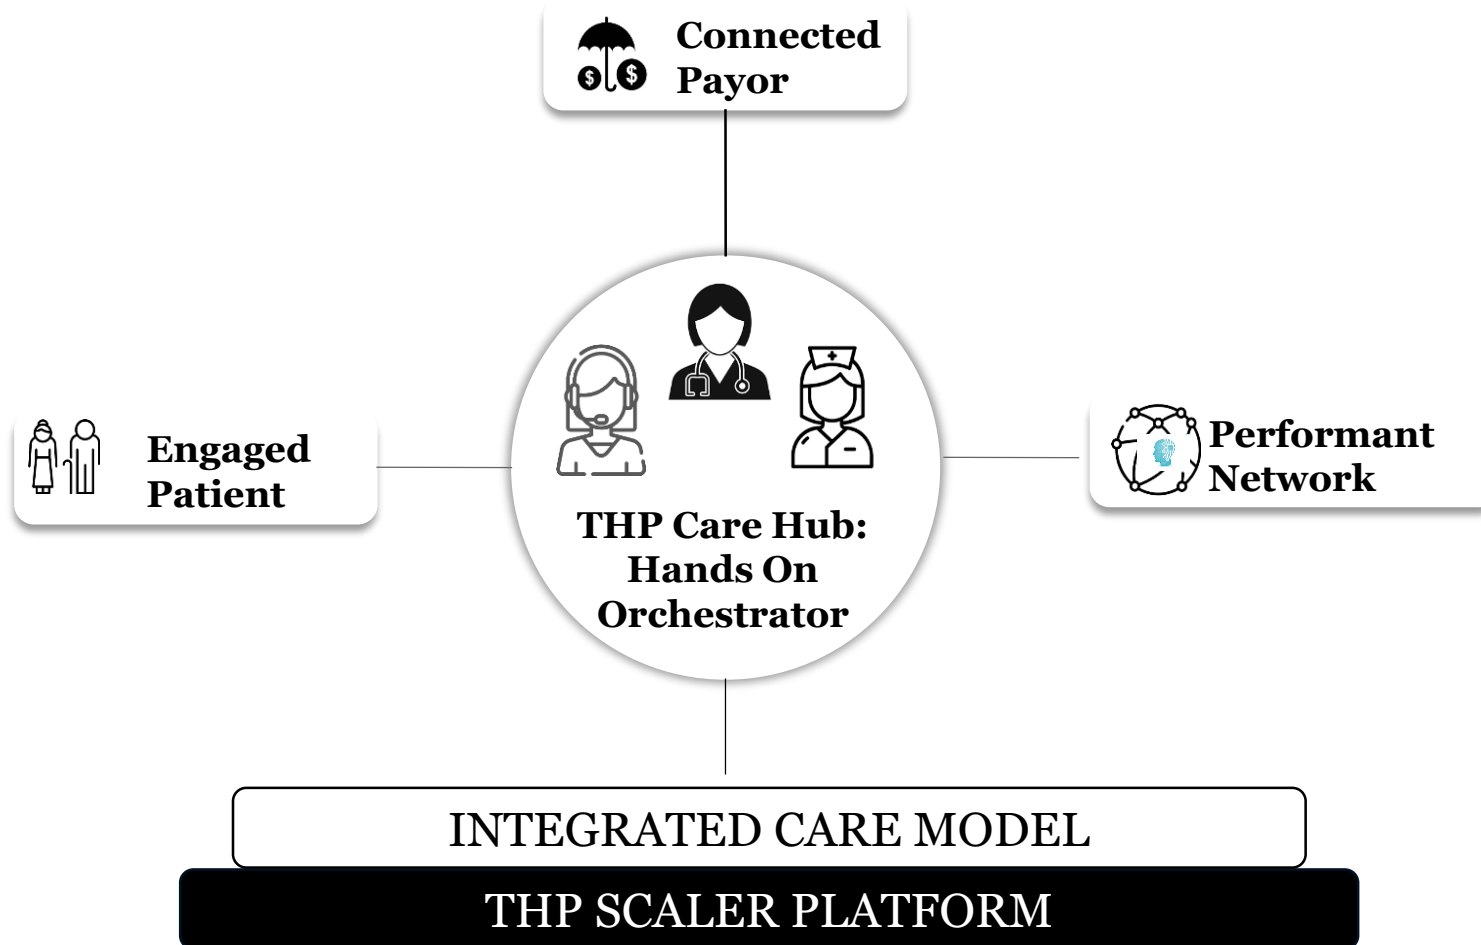 Connected
Payor
Engaged
Patient
THP Care Hub:
Hands On
Orchestrator
Performant
Network
INTEGRATED CARE MODEL
THP SCALER PLATFORM